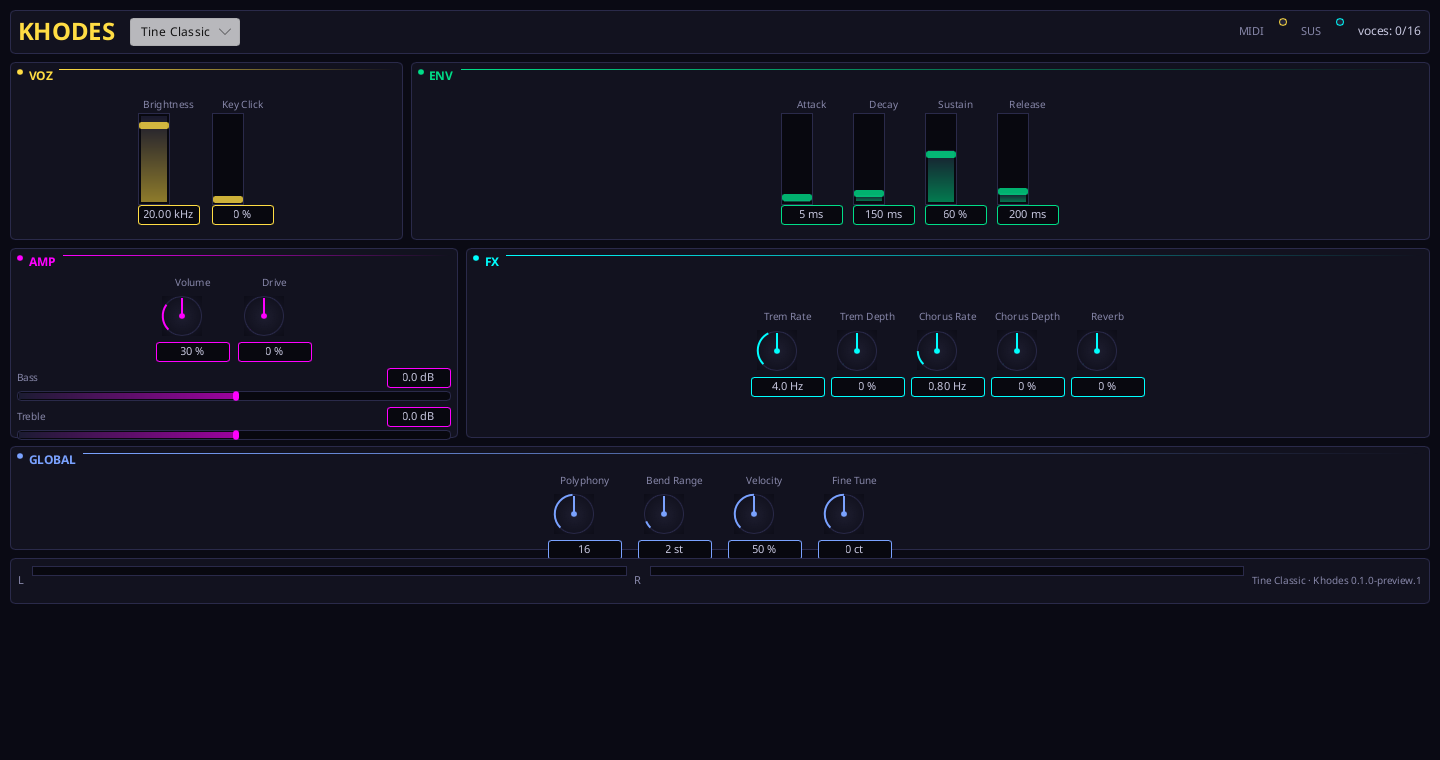 KHODES Tine Classic MIDI SUS voces: 0/16
VOZ
Brightness Key Click
20.00 kHz 0 %
ENV
Attack Decay Sustain Release
5 ms 150 ms 60 % 200 ms
AMP
Volume Drive
30 % 0 %
Bass 0.0 dB
Treble 0.0 dB
FX
Trem Rate Trem Depth Chorus Rate Chorus Depth Reverb
4.0 Hz 0 % 0.80 Hz 0 % 0 %
GLOBAL
Polyphony Bend Range Velocity Fine Tune
16 2 st 50 % 0 ct
L R Tine Classic · Khodes 0.1.0-preview.1